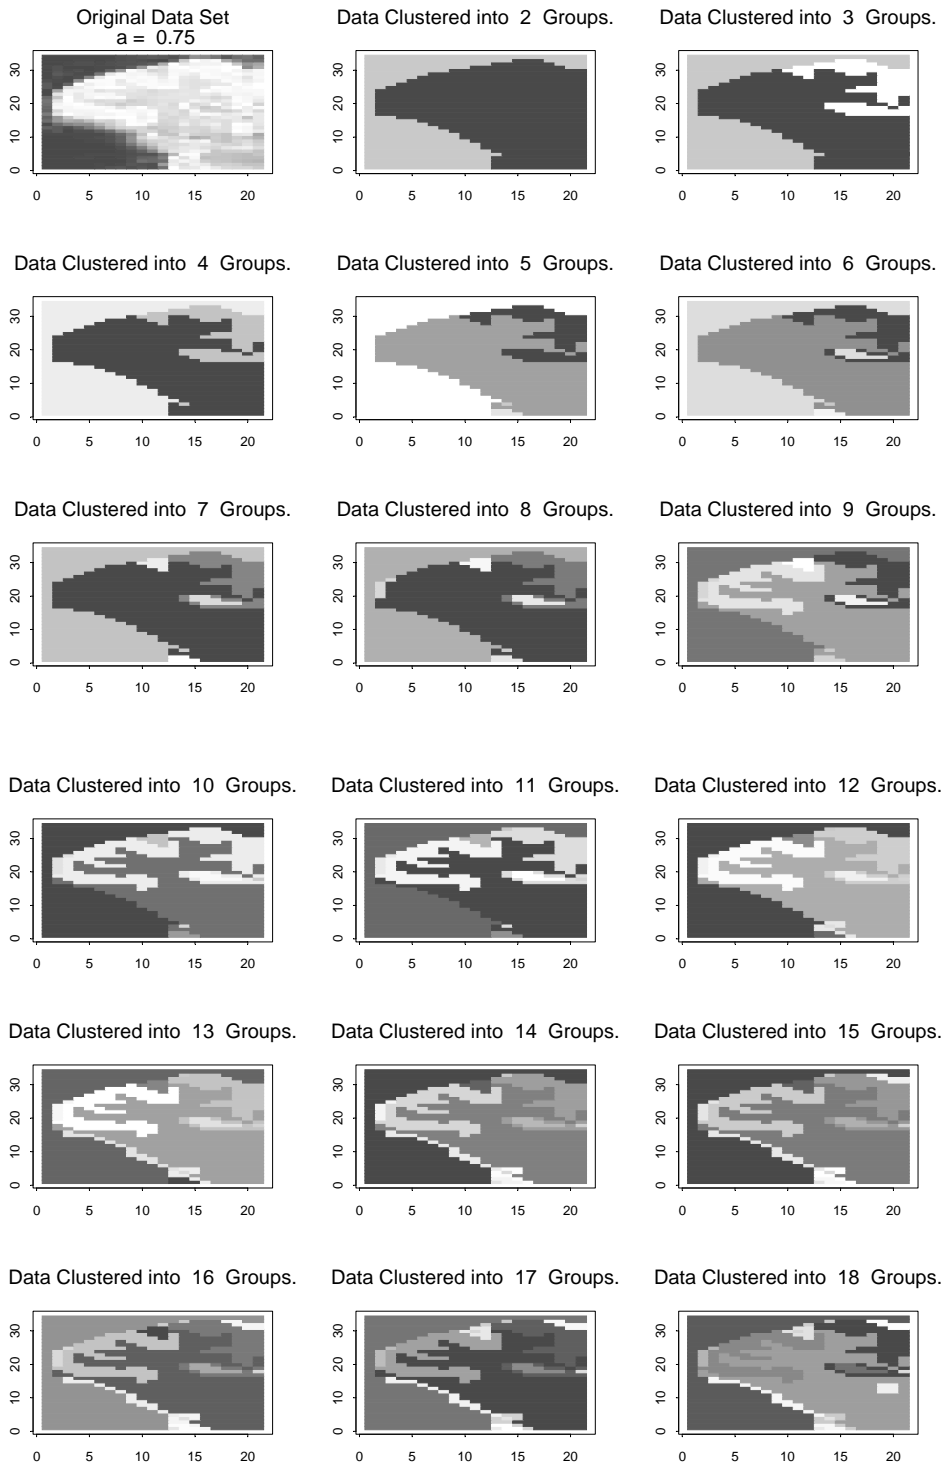 Original Data Set
a = 0.75
Data Clustered into 2 Groups.
Data Clustered into 3 Groups.
0 10 20 30
0 5 10 15 20
0 10 20 30
0 5 10 15 20
0 10 20 30
0 5 10 15 20
Data Clustered into 4 Groups.
Data Clustered into 5 Groups.
Data Clustered into 6 Groups.
0 10 20 30
0 5 10 15 20
0 10 20 30
0 5 10 15 20
0 10 20 30
0 5 10 15 20
Data Clustered into 7 Groups.
Data Clustered into 8 Groups.
Data Clustered into 9 Groups.
0 10 20 30
0 5 10 15 20
0 10 20 30
0 5 10 15 20
0 10 20 30
0 5 10 15 20
Data Clustered into 10 Groups.
Data Clustered into 11 Groups.
Data Clustered into 12 Groups.
0 10 20 30
0 5 10 15 20
0 10 20 30
0 5 10 15 20
0 10 20 30
0 5 10 15 20
Data Clustered into 13 Groups.
Data Clustered into 14 Groups.
Data Clustered into 15 Groups.
0 10 20 30
0 5 10 15 20
0 10 20 30
0 5 10 15 20
0 10 20 30
0 5 10 15 20
Data Clustered into 16 Groups.
Data Clustered into 17 Groups.
Data Clustered into 18 Groups.
0 10 20 30
0 5 10 15 20
0 10 20 30
0 5 10 15 20
0 10 20 30
0 5 10 15 20